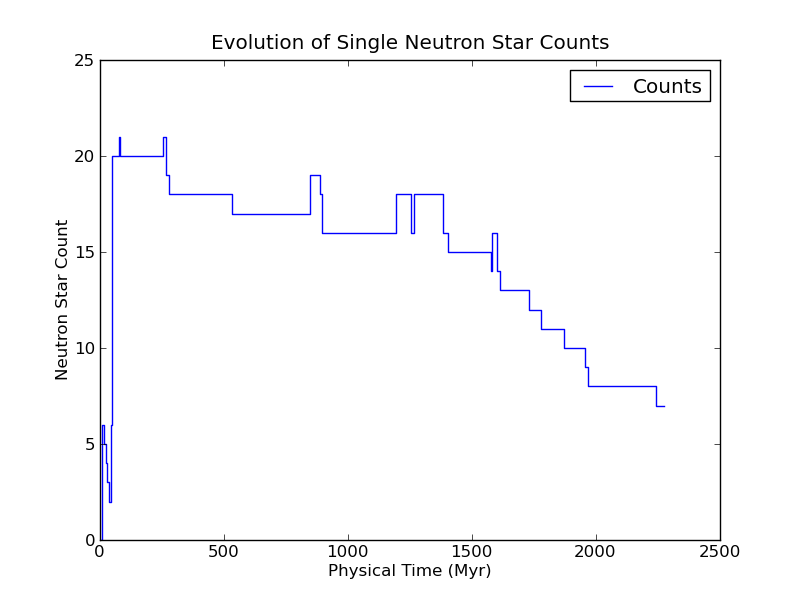 Evolution of Single Neutron Star Counts
Counts
Neutron Star Count
25
20
15
10
5
0
0 500 1000 1500 2000 2500
Physical Time (Myr)